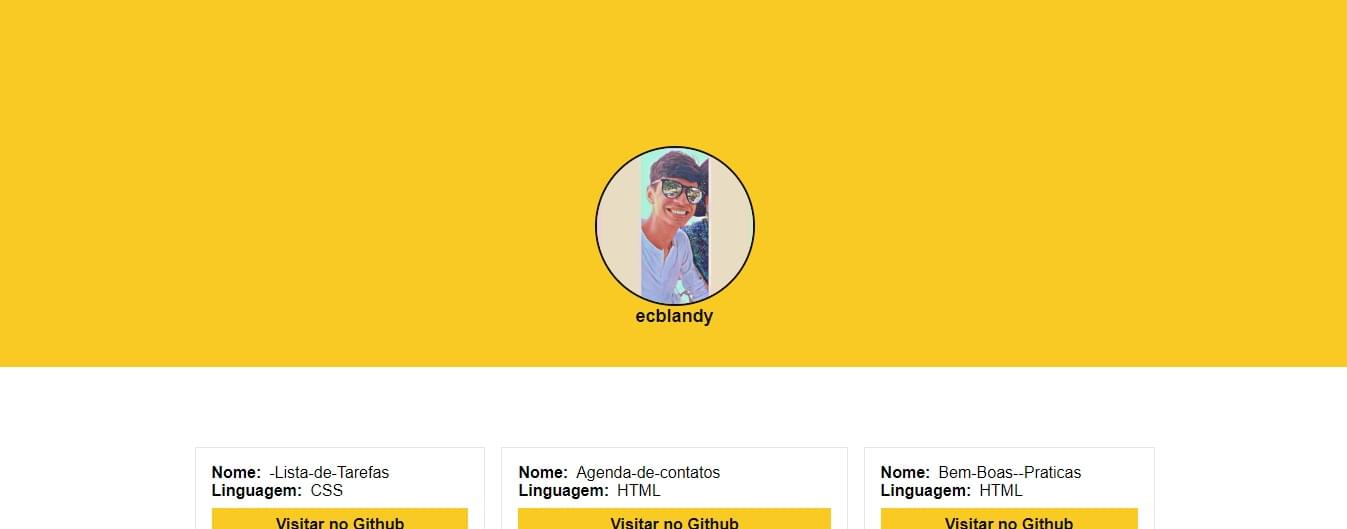 ecblandy
Nome: -Lista-de-Tarefas
Linguagem: CSS
Visitar no Github
Nome: Agenda-de-contatos
Linguagem: HTML
Visitar no Github
Nome: Bem-Boas--Praticas
Linguagem: HTML
Visitar no Github